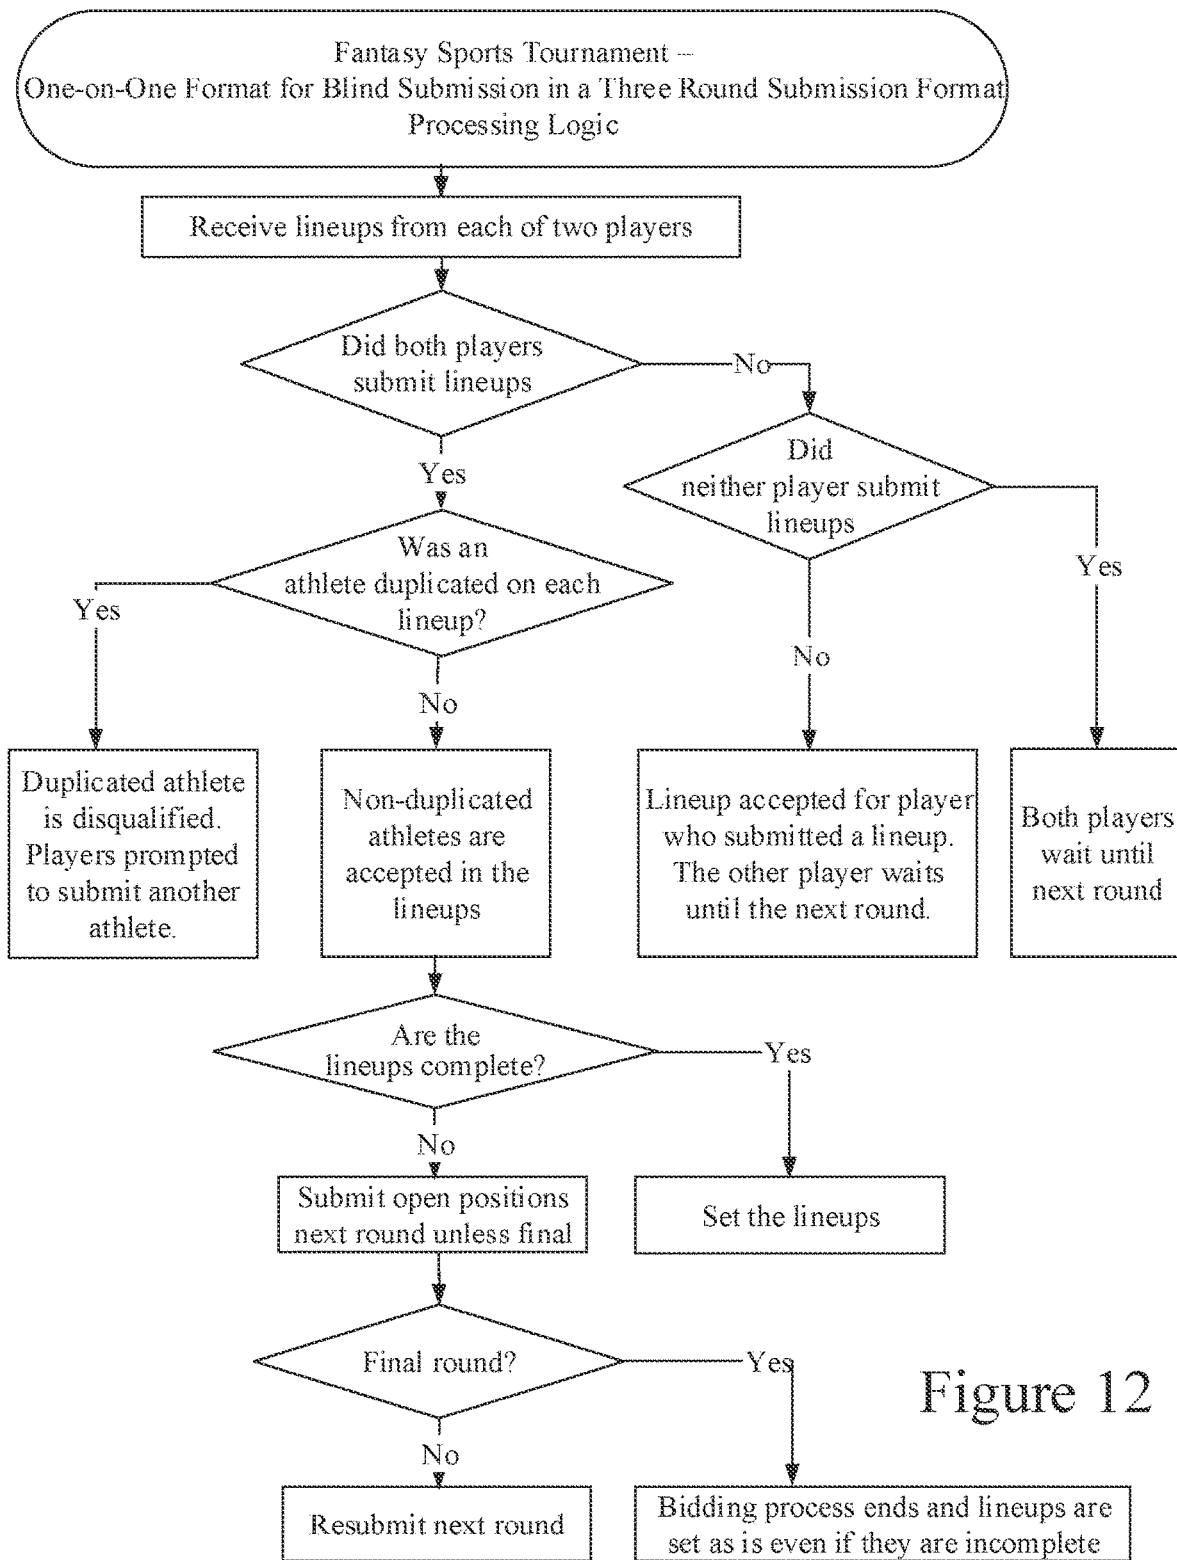 Fantasy Sports Tournament –
One-on-One Format for Blind Submission in a Three Round Submission Format
Processing Logic
Receive lineups from each of two players
Did both players
submit lineups
No
Did
neither player submit
lineups
Yes
Was an
athlete duplicated on each
lineup?
Yes
Yes
No
No
Duplicated athlete
is disqualified.
Players prompted
to submit another
athlete.
Non-duplicated
athletes are
accepted in the
lineups
Lineup accepted for player
who submitted a lineup.
The other player waits
until the next round.
Both players
wait until
next round
Are the
lineups complete?
Yes
No
Submit open positions
next round unless final
Set the lineups
Final round?
Yes
Figure 12
No
Resubmit next round
Bidding process ends and lineups are
set as is even if they are incomplete